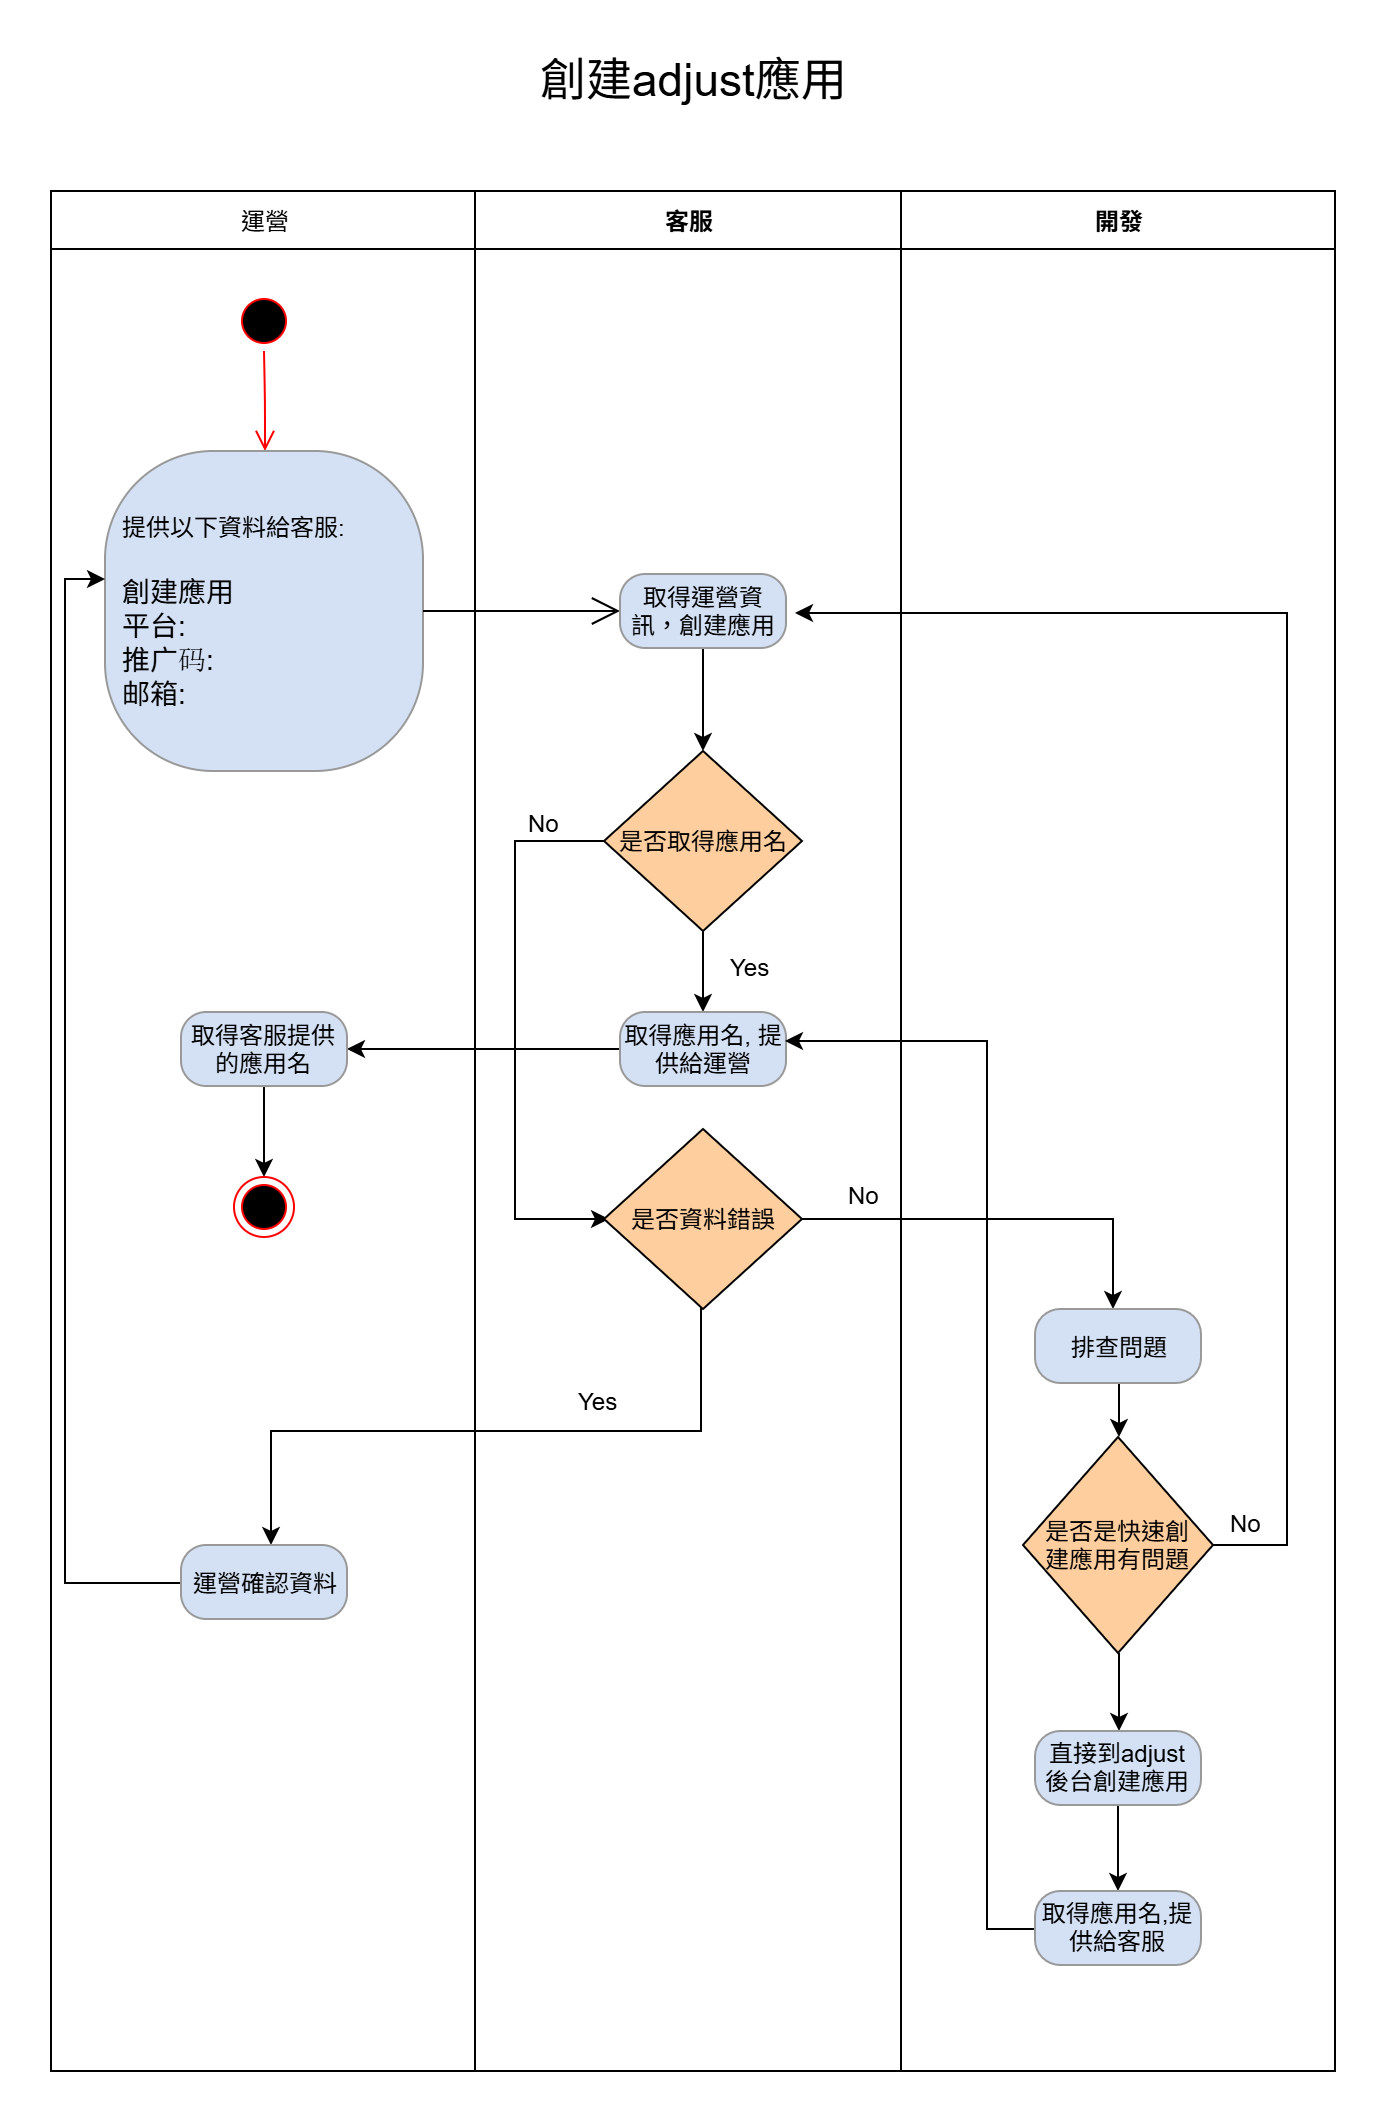 創建adjust應用
運營
客服
開發
提供以下資料給客服:
創建應用
平台:
推广码:
邮箱:
取得運營資
訊，創建應用
No
是否取得應用名
Yes
取得客服提供
的應用名
取得應用名, 提
供給運營
是否資料錯誤
No
排查問題
Yes
No
是否是快速創
建應用有問題
運營確認資料
直接到adjust
後台創建應用
取得應用名,提
供給客服